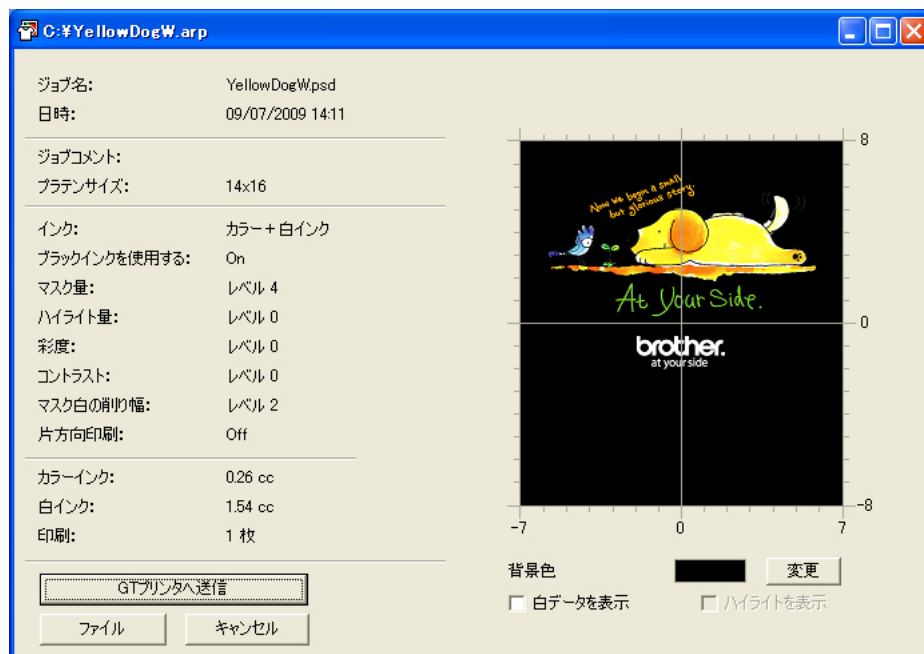 C:¥YellowDogW.arp
ジョブ名: YellowDogW.psd
日時: 09/07/2009 14:11
ジョブコメント:
プラテンサイズ: 14x16
インク: カラー+白インク
ブラックインクを使用する: On
マスク量: レベル 4
ハイライト量: レベル 0
彩度: レベル 0
コントラスト: レベル 0
マスク白の削り幅: レベル 2
片方向印刷: Off
カラーインク: 0.26 cc
白インク: 1.54 cc
印刷: 1 枚
GTプリンタへ送信
ファイル キャンセル
8
Now we begin a small
but glorious story.
At Your Side.
0
brother.
at your side
-8
-7 0 7
背景色 変更
白データを表示 ハイライトを表示